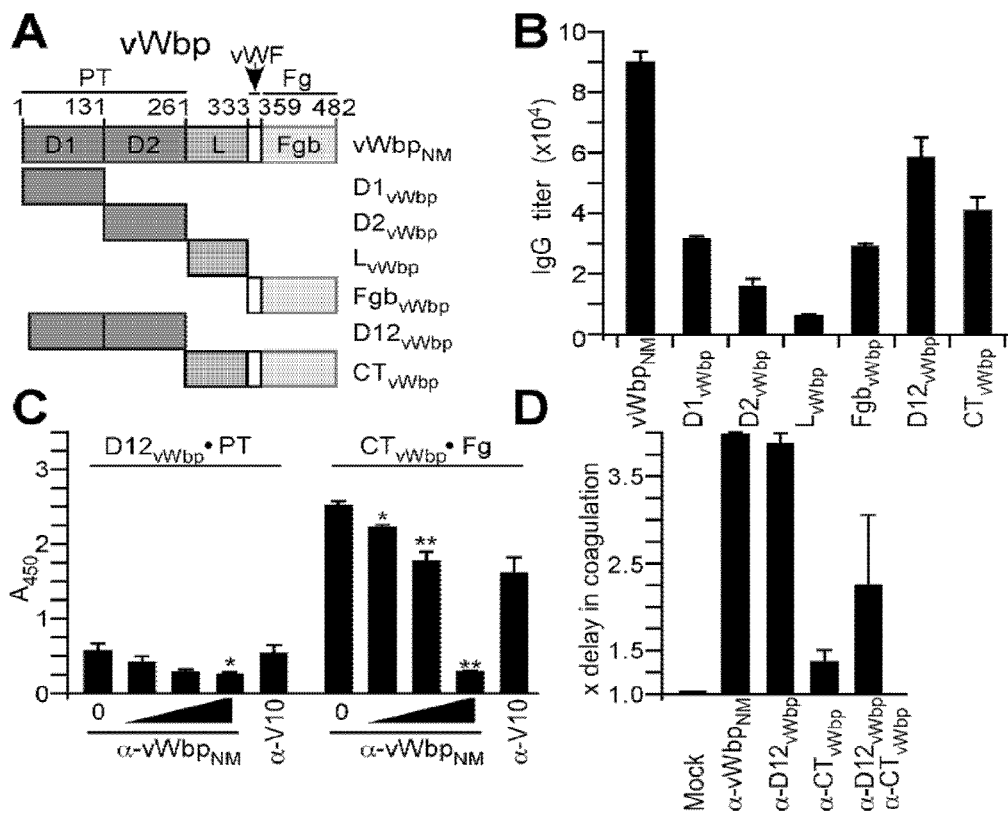 A
vWbp
vWF
PT
Fg
1 131 261 333 359 482
D1 D2 L Fgb vWbpNM
D1vWbp
D2vWbp
LvWbp
FgbvWbp
D12vWbp
CTvWbp
B
IgG titer (x10⁴)
10
8
6
4
2
0
vWbpNM
D1vWbp
D2vWbp
LvWbp
FgbvWbp
D12vWbp
CTvWbp
C
D12vWbp•PT
CTvWbp•Fg
A450
3
2
1
0
*
*
**
**
0
α-vWbpNM
α-V10
0
α-vWbpNM
α-V10
D
x delay in coagulation
3.5
2.5
1.5
1.0
Mock
α-vWbpNM
α-D12vWbp
α-CTvWbp
α-D12vWbp
α-CTvWbp